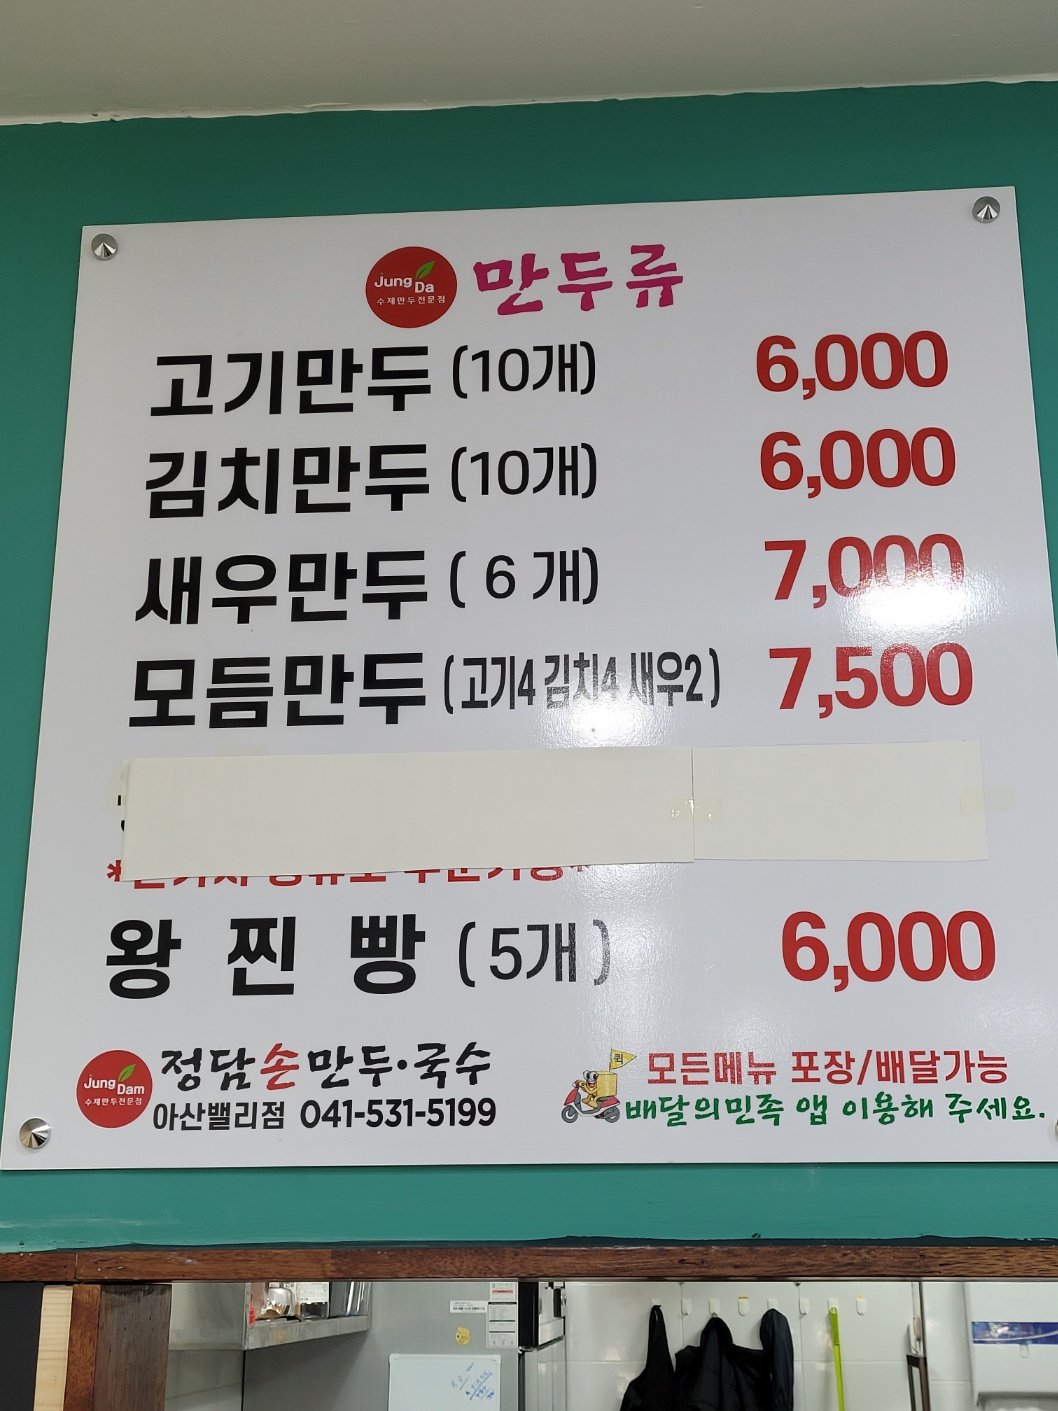 Jung Da
수제만두전문점
만두류
고기만두 (10개) 6,000
김치만두 (10개) 6,000
새우만두 ( 6 개) 7,000
모듬만두 ( 고기4 김치4 새우2 ) 7,500
왕 찐 빵 ( 5개 ) 6,000
Jung Dam
수제만두전문점
정담손만두·국수
아산밸리점 041-531-5199
퀵
모든메뉴 포장/배달가능
배달의민족 앱 이용해 주세요.